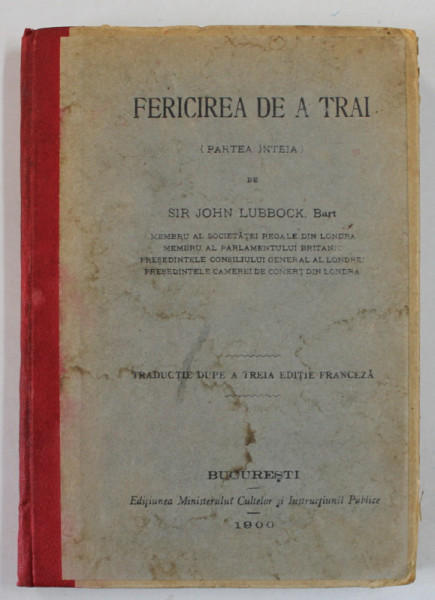 FERICIREA DE A TRAI
(PARTEA INTEIA)
DE
SIR JOHN LUBBOCK, Bart
MEMBRU AL SOCIETĂȚEI REGALE DIN LONDRA
MEMBRU AL PARLAMENTULUI BRITANIC
PREȘEDINTELE CONSILIULUI GENERAL AL LONDREI
PREȘEDINTELE CAMEREI DE COMERȚ DIN LONDRA
TRADUCȚIE DUPE A TREIA EDIȚIE FRANCEZĂ
BUCUREȘTI
Edițiunea Ministerulut Cultelor și Instrucțiunii Publice
1900